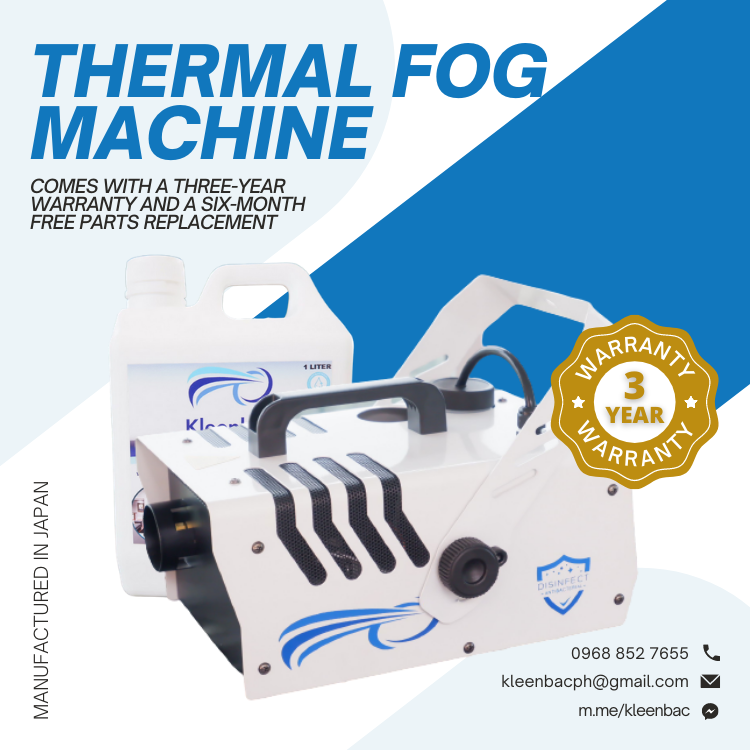 THERMAL FOG
MACHINE
COMES WITH A THREE-YEAR
WARRANTY AND A SIX-MONTH
FREE PARTS REPLACEMENT
1 LITER
WARRANTY
3
YEAR
WARRANTY
DISINFECT
MANUFACTURED IN JAPAN
0968 852 7655
kleenbacph@gmail.com
m.me/kleenbac